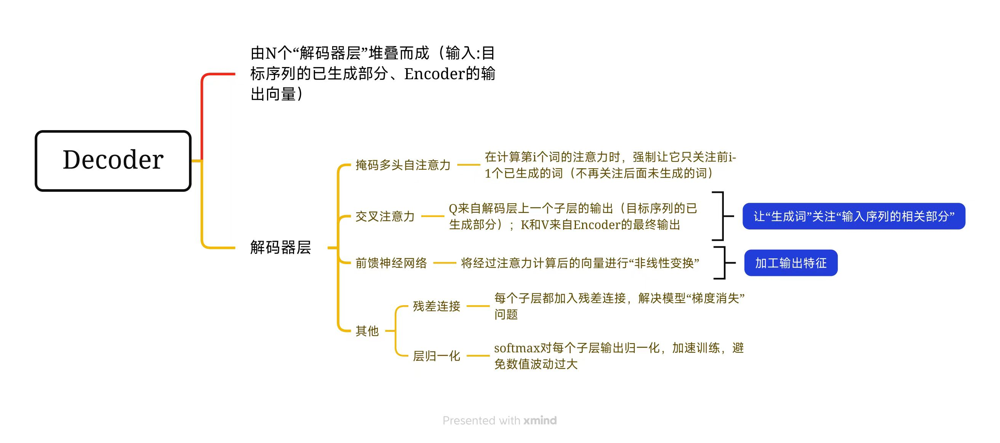 Decoder
由N个“解码器层”堆叠而成（输入:目
标序列的已生成部分、Encoder的输
出向量）
解码器层
掩码多头自注意力
在计算第i个词的注意力时，强制让它只关注前i-
1个已生成的词（不再关注后面未生成的词）
交叉注意力
Q来自解码层上一个子层的输出（目标序列的已
生成部分）；K和V来自Encoder的最终输出
让“生成词”关注“输入序列的相关部分”
前馈神经网络
将经过注意力计算后的向量进行“非线性变换”
加工输出特征
其他
残差连接
每个子层都加入残差连接，解决模型“梯度消失”
问题
层归一化
softmax对每个子层输出归一化，加速训练，避
免数值波动过大
Presented with xmind